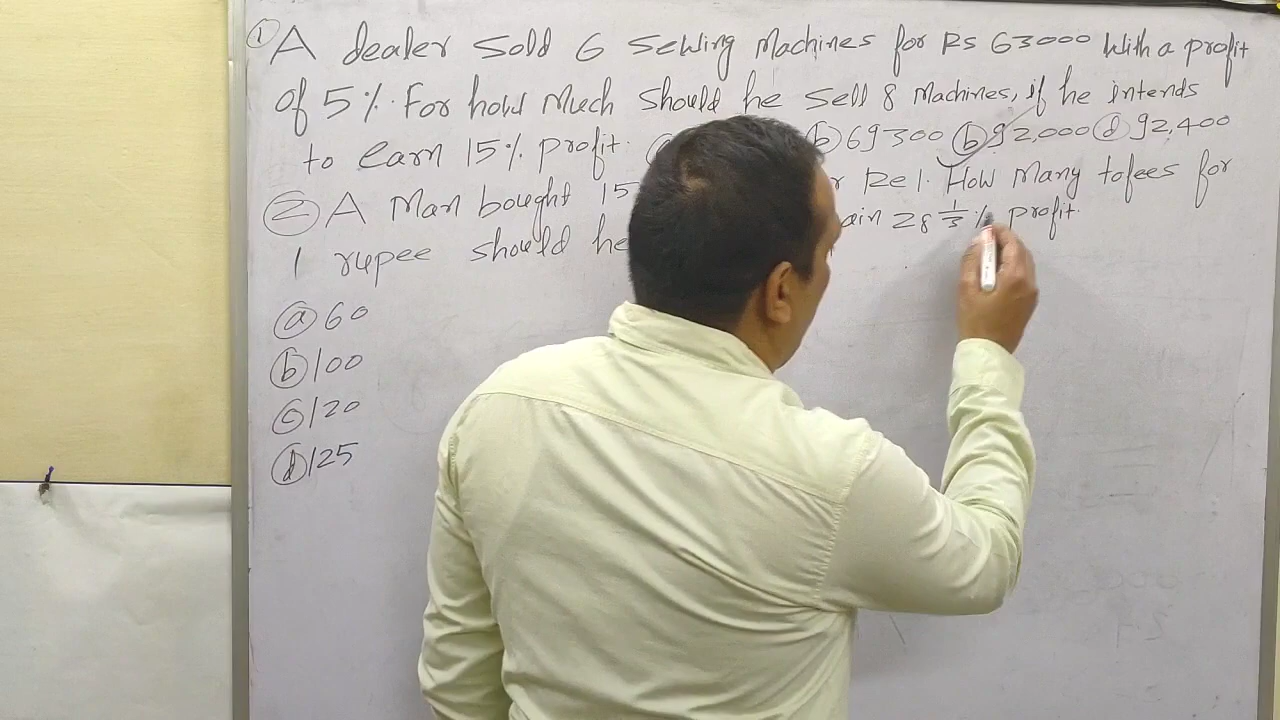 ① A dealer sold 6 sewing Machines for Rs 63000 with a profit
of 5%. For how Much should he sell 8 Machines, if he intends
to earn 15% profit. ⓑ 69300 ⓑ 92,000 ⓓ 92,400
② A Man bought Re 1. How Many tofees for
1 rupee should he 28 1/3 % profit.
ⓐ 60
ⓑ 100
ⓒ 120
ⓓ 125